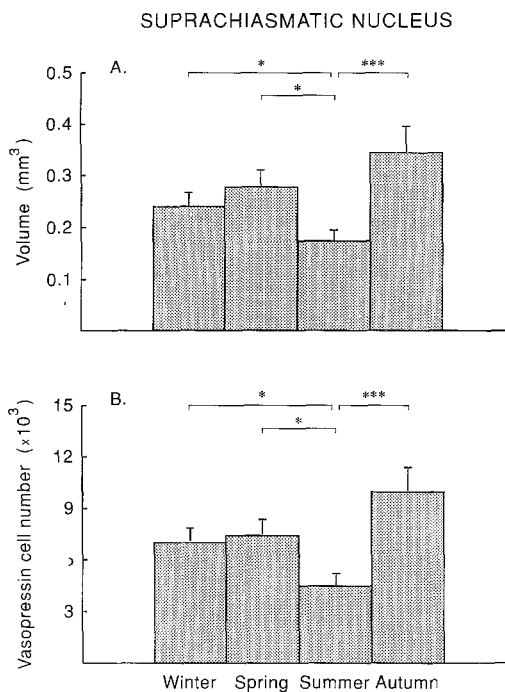 SUPRACHIASMATIC NUCLEUS
A.
* ***
*
0.5
0.4
0.3
0.2
0.1
Volume (mm³)
B.
* ***
*
15
12
9
3
Vasopressin cell number (×10³)
Winter Spring Summer Autumn